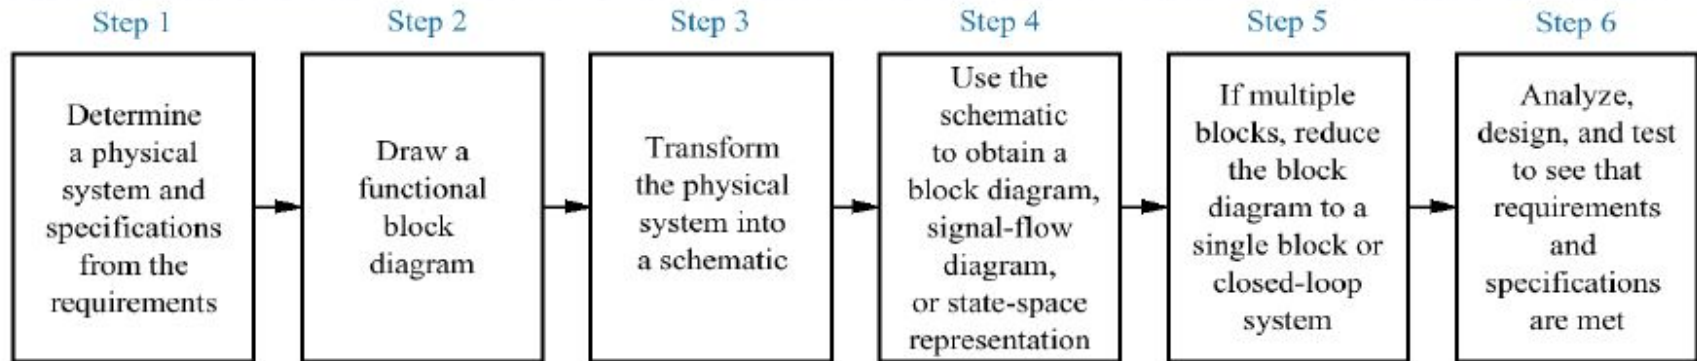 Step 1
Determine
a physical
system and
specifications
from the
requirements
Step 2
Draw a
functional
block
diagram
Step 3
Transform
the physical
system into
a schematic
Step 4
Use the
schematic
to obtain a
block diagram,
signal-flow
diagram,
or state-space
representation
Step 5
If multiple
blocks, reduce
the block
diagram to a
single block or
closed-loop
system
Step 6
Analyze,
design, and test
to see that
requirements
and
specifications
are met